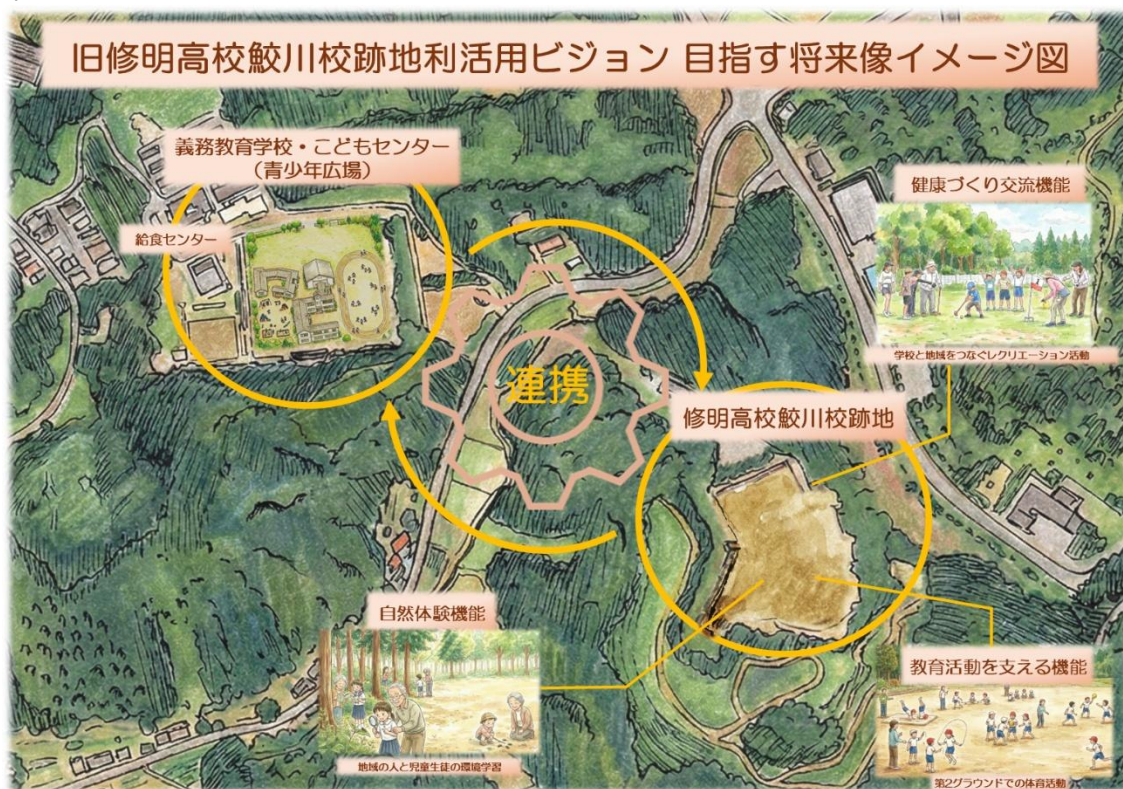 旧修明高校鮫川校跡地利活用ビジョン 目指す将来像イメージ図
義務教育学校・こどもセンター
（青少年広場）
給食センター
健康づくり交流機能
学校と地域をつなぐレクリエーション活動
連携
修明高校鮫川校跡地
自然体験機能
地域の人と児童生徒の環境学習
教育活動を支える機能
第2グラウンドでの体育活動